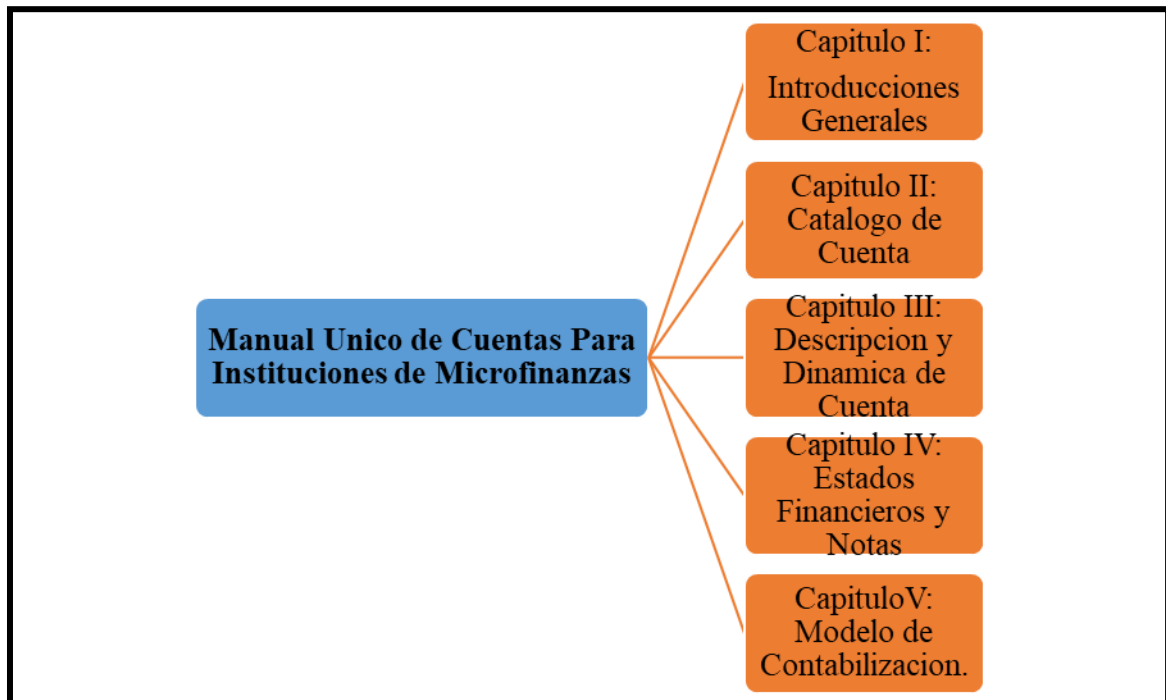 Manual Unico de Cuentas Para
Instituciones de Microfinanzas
Capitulo I:
Introducciones
Generales
Capitulo II:
Catalogo de
Cuenta
Capitulo III:
Descripcion y
Dinamica de
Cuenta
Capitulo IV:
Estados
Financieros y
Notas
CapituloV:
Modelo de
Contabilizacion.